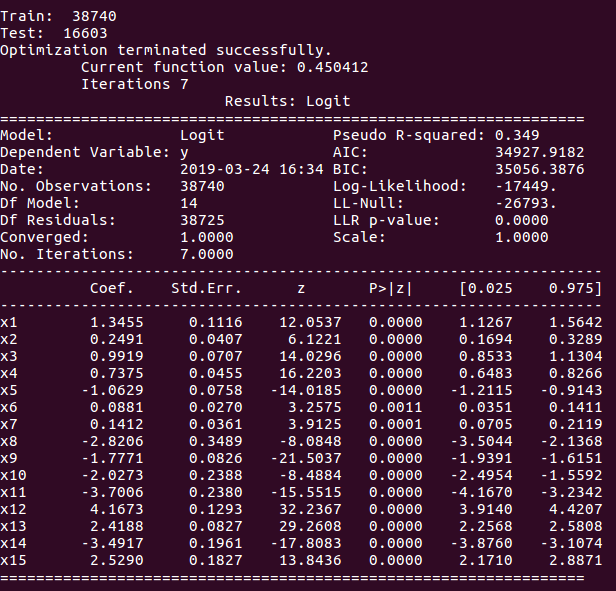 Train:  38740
Test:  16603
Optimization terminated successfully.
         Current function value: 0.450412
         Iterations 7
                         Results: Logit
=================================================================
Model:              Logit            Pseudo R-squared: 0.349
Dependent Variable: y                AIC:              34927.9182
Date:               2019-03-24 16:34 BIC:              35056.3876
No. Observations:   38740            Log-Likelihood:   -17449.
Df Model:           14               LL-Null:          -26793.
Df Residuals:       38725            LLR p-value:      0.0000
Converged:          1.0000           Scale:            1.0000
No. Iterations:     7.0000
-------------------------------------------------------------------
          Coef.    Std.Err.      z       P>|z|     [0.025    0.975]
-------------------------------------------------------------------
x1        1.3455     0.1116   12.0537   0.0000     1.1267    1.5642
x2        0.2491     0.0407    6.1221   0.0000     0.1694    0.3289
x3        0.9919     0.0707   14.0296   0.0000     0.8533    1.1304
x4        0.7375     0.0455   16.2203   0.0000     0.6483    0.8266
x5       -1.0629     0.0758  -14.0185   0.0000    -1.2115   -0.9143
x6        0.0881     0.0270    3.2575   0.0011     0.0351    0.1411
x7        0.1412     0.0361    3.9125   0.0001     0.0705    0.2119
x8       -2.8206     0.3489   -8.0848   0.0000    -3.5044   -2.1368
x9       -1.7771     0.0826  -21.5037   0.0000    -1.9391   -1.6151
x10      -2.0273     0.2388   -8.4884   0.0000    -2.4954   -1.5592
x11      -3.7006     0.2380  -15.5515   0.0000    -4.1670   -3.2342
x12       4.1673     0.1293   32.2367   0.0000     3.9140    4.4207
x13       2.4188     0.0827   29.2608   0.0000     2.2568    2.5808
x14      -3.4917     0.1961  -17.8083   0.0000    -3.8760   -3.1074
x15       2.5290     0.1827   13.8436   0.0000     2.1710    2.8871
=================================================================